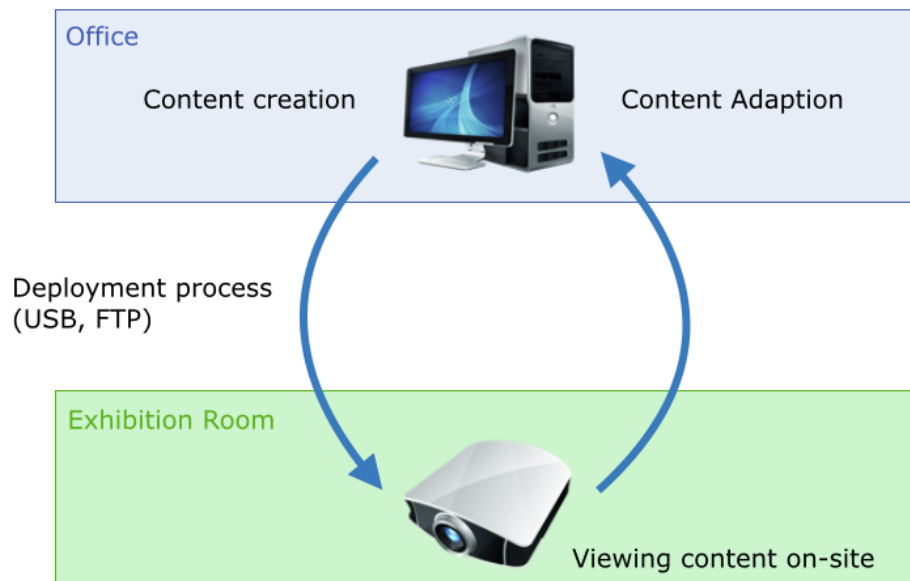 Office
Content creation
Content Adaption
Deployment process
(USB, FTP)
Exhibition Room
Viewing content on-site